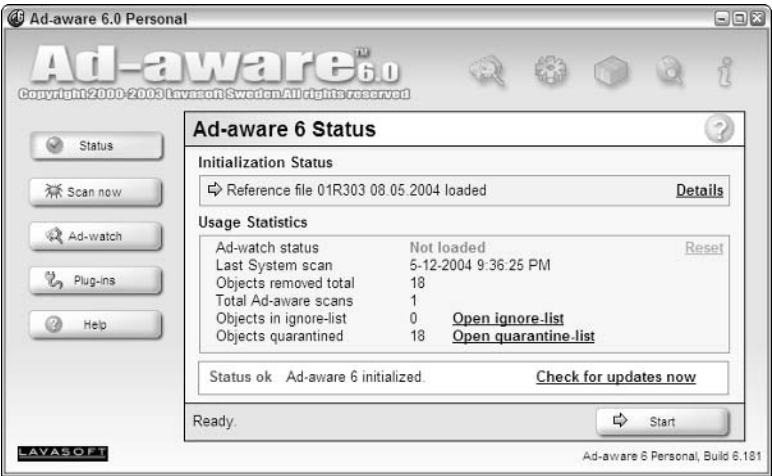 Ad-aware 6.0 Personal
Ad-aware™ 6.0
Copyright 2000-2003 Lavasoft Sweden. All rights reserved
Status
Scan now
Ad-watch
Plug-ins
Help
Ad-aware 6 Status
Initialization Status
Reference file 01R303 08.05.2004 loaded Details
Usage Statistics
Ad-watch status Not loaded Reset
Last System scan 5-12-2004 9:36:25 PM
Objects removed total 18
Total Ad-aware scans 1
Objects in ignore-list 0 Open ignore-list
Objects quarantined 18 Open quarantine-list
Status ok Ad-aware 6 initialized. Check for updates now
Ready. Start
LAVASOFT
Ad-aware 6 Personal, Build 6.181